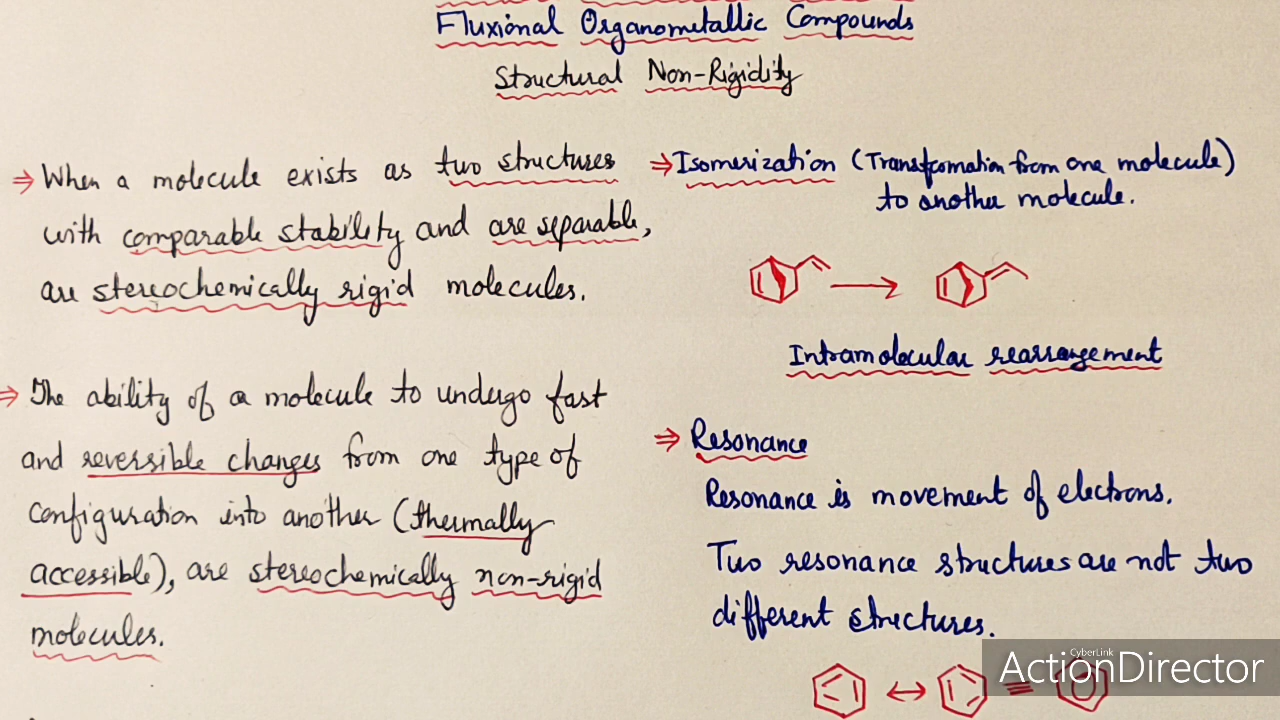 Fluxional Organometallic Compounds
Structural Non-Rigidity
⇒ When a molecule exists as two structures
with comparable stability and are separable,
are stereochemically rigid molecules.
⇒ The ability of a molecule to undergo fast
and reversible changes from one type of
configuration into another (thermally
accessible), are stereochemically non-rigid
molecules.
⇒ Isomerization (Transformation from one molecule)
to another molecule.
Intramolecular rearrangement
⇒ Resonance
Resonance is movement of electrons.
Two resonance structures are not two
different structures.
CyberLink
ActionDirector